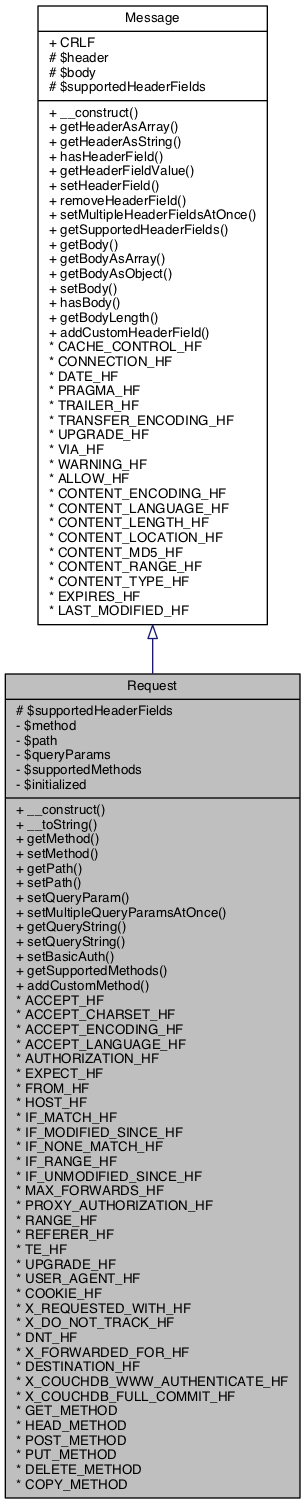 Message
+ CRLF
# $header
# $body
# $supportedHeaderFields
+ __construct()
+ getHeaderAsArray()
+ getHeaderAsString()
+ hasHeaderField()
+ getHeaderFieldValue()
+ setHeaderField()
+ removeHeaderField()
+ setMultipleHeaderFieldsAtOnce()
+ getSupportedHeaderFields()
+ getBody()
+ getBodyAsArray()
+ getBodyAsObject()
+ setBody()
+ hasBody()
+ getBodyLength()
+ addCustomHeaderField()
* CACHE_CONTROL_HF
* CONNECTION_HF
* DATE_HF
* PRAGMA_HF
* TRAILER_HF
* TRANSFER_ENCODING_HF
* UPGRADE_HF
* VIA_HF
* WARNING_HF
* ALLOW_HF
* CONTENT_ENCODING_HF
* CONTENT_LANGUAGE_HF
* CONTENT_LENGTH_HF
* CONTENT_LOCATION_HF
* CONTENT_MD5_HF
* CONTENT_RANGE_HF
* CONTENT_TYPE_HF
* EXPIRES_HF
* LAST_MODIFIED_HF
Request
# $supportedHeaderFields
- $method
- $path
- $queryParams
- $supportedMethods
- $initialized
+ __construct()
+ __toString()
+ getMethod()
+ setMethod()
+ getPath()
+ setPath()
+ setQueryParam()
+ setMultipleQueryParamsAtOnce()
+ getQueryString()
+ setQueryString()
+ setBasicAuth()
+ getSupportedMethods()
+ addCustomMethod()
* ACCEPT_HF
* ACCEPT_CHARSET_HF
* ACCEPT_ENCODING_HF
* ACCEPT_LANGUAGE_HF
* AUTHORIZATION_HF
* EXPECT_HF
* FROM_HF
* HOST_HF
* IF_MATCH_HF
* IF_MODIFIED_SINCE_HF
* IF_NONE_MATCH_HF
* IF_RANGE_HF
* IF_UNMODIFIED_SINCE_HF
* MAX_FORWARDS_HF
* PROXY_AUTHORIZATION_HF
* RANGE_HF
* REFERER_HF
* TE_HF
* UPGRADE_HF
* USER_AGENT_HF
* COOKIE_HF
* X_REQUESTED_WITH_HF
* X_DO_NOT_TRACK_HF
* DNT_HF
* X_FORWARDED_FOR_HF
* DESTINATION_HF
* X_COUCHDB_WWW_AUTHENTICATE_HF
* X_COUCHDB_FULL_COMMIT_HF
* GET_METHOD
* HEAD_METHOD
* POST_METHOD
* PUT_METHOD
* DELETE_METHOD
* COPY_METHOD